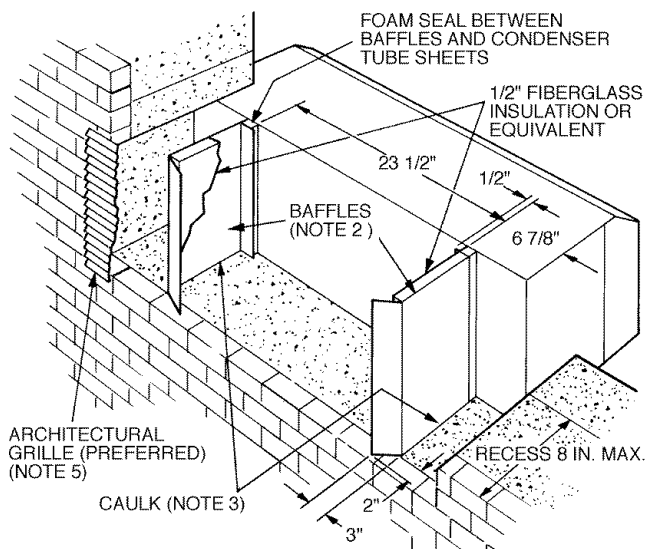 FOAM SEAL BETWEEN
BAFFLES AND CONDENSER
TUBE SHEETS
1/2" FIBERGLASS
INSULATION OR
EQUIVALENT
23 1/2"
1/2"
BAFFLES
(NOTE 2 )
6 7/8"
ARCHITECTURAL
GRILLE (PREFERRED)
(NOTE 5)
RECESS 8 IN. MAX.
CAULK (NOTE 3)
2"
3"